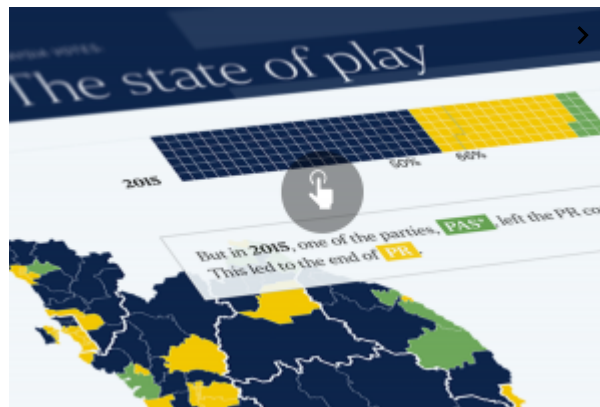 The state of play
2015
50%
66%
But in 2015, one of the parties, PAS*, left the PR
This led to the end of PR.